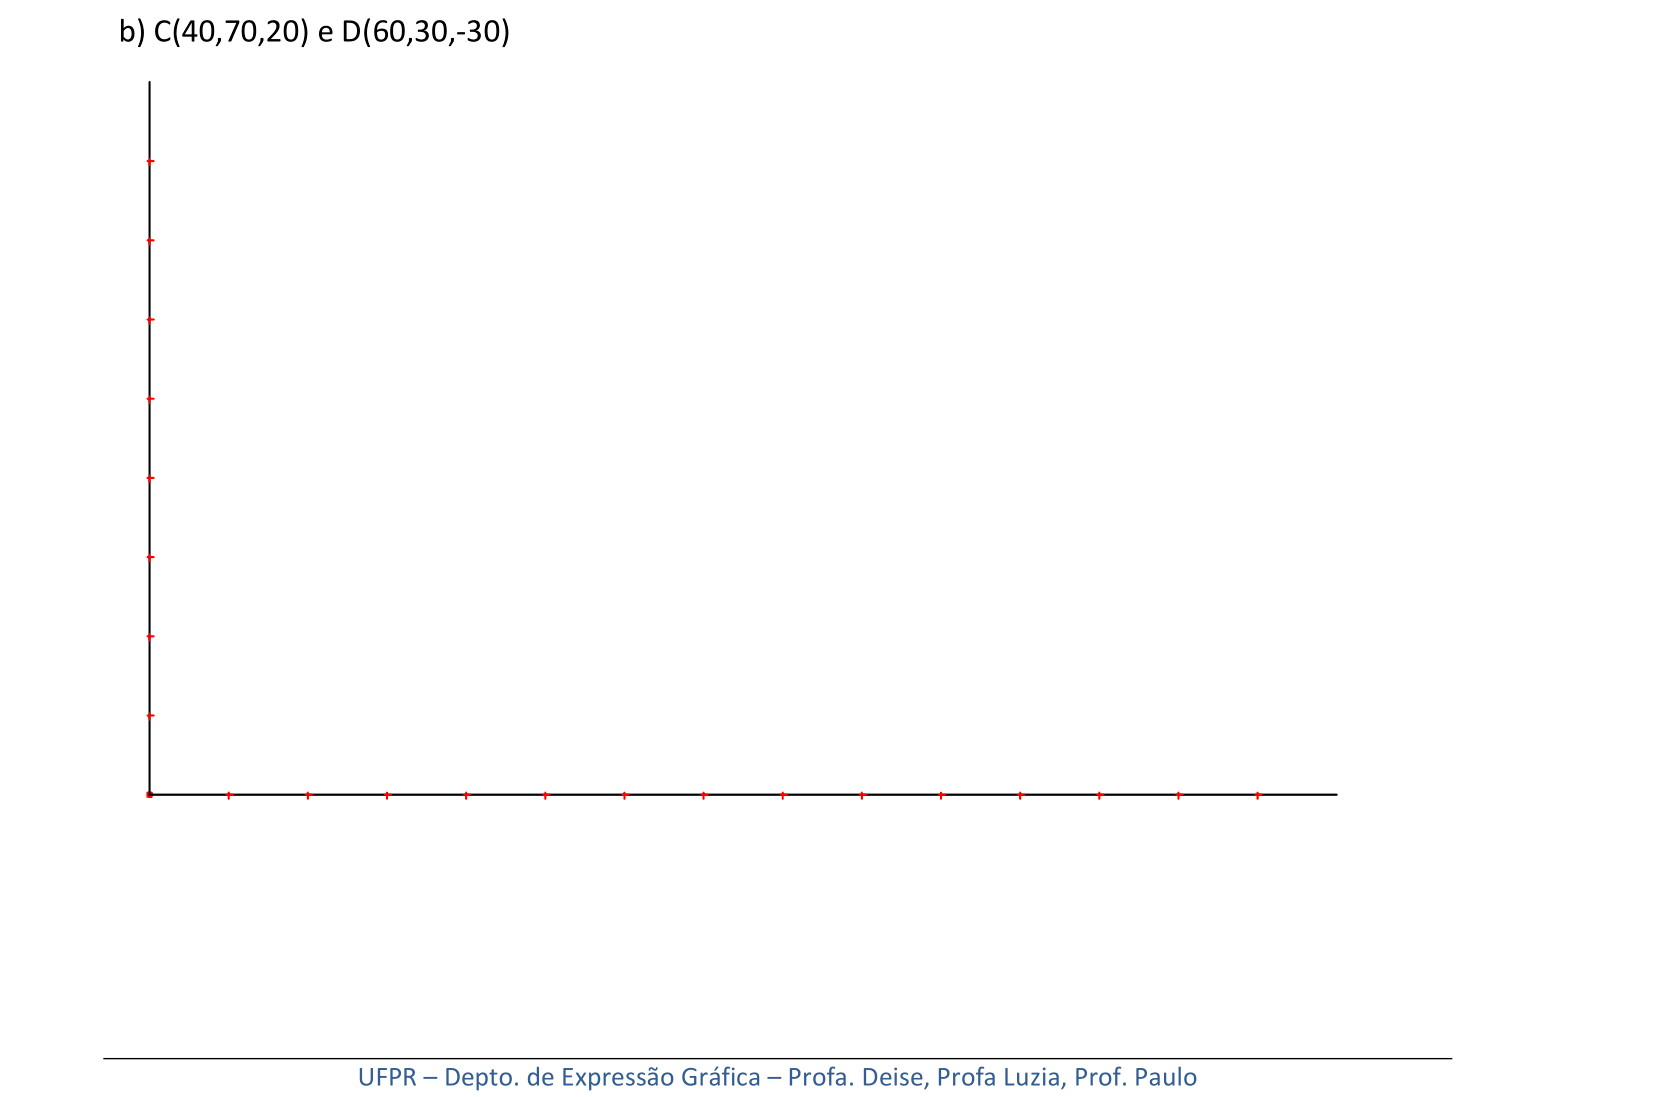 b) C(40,70,20) e D(60,30,-30)
UFPR – Depto. de Expressão Gráfica – Profa. Deise, Profa Luzia, Prof. Paulo